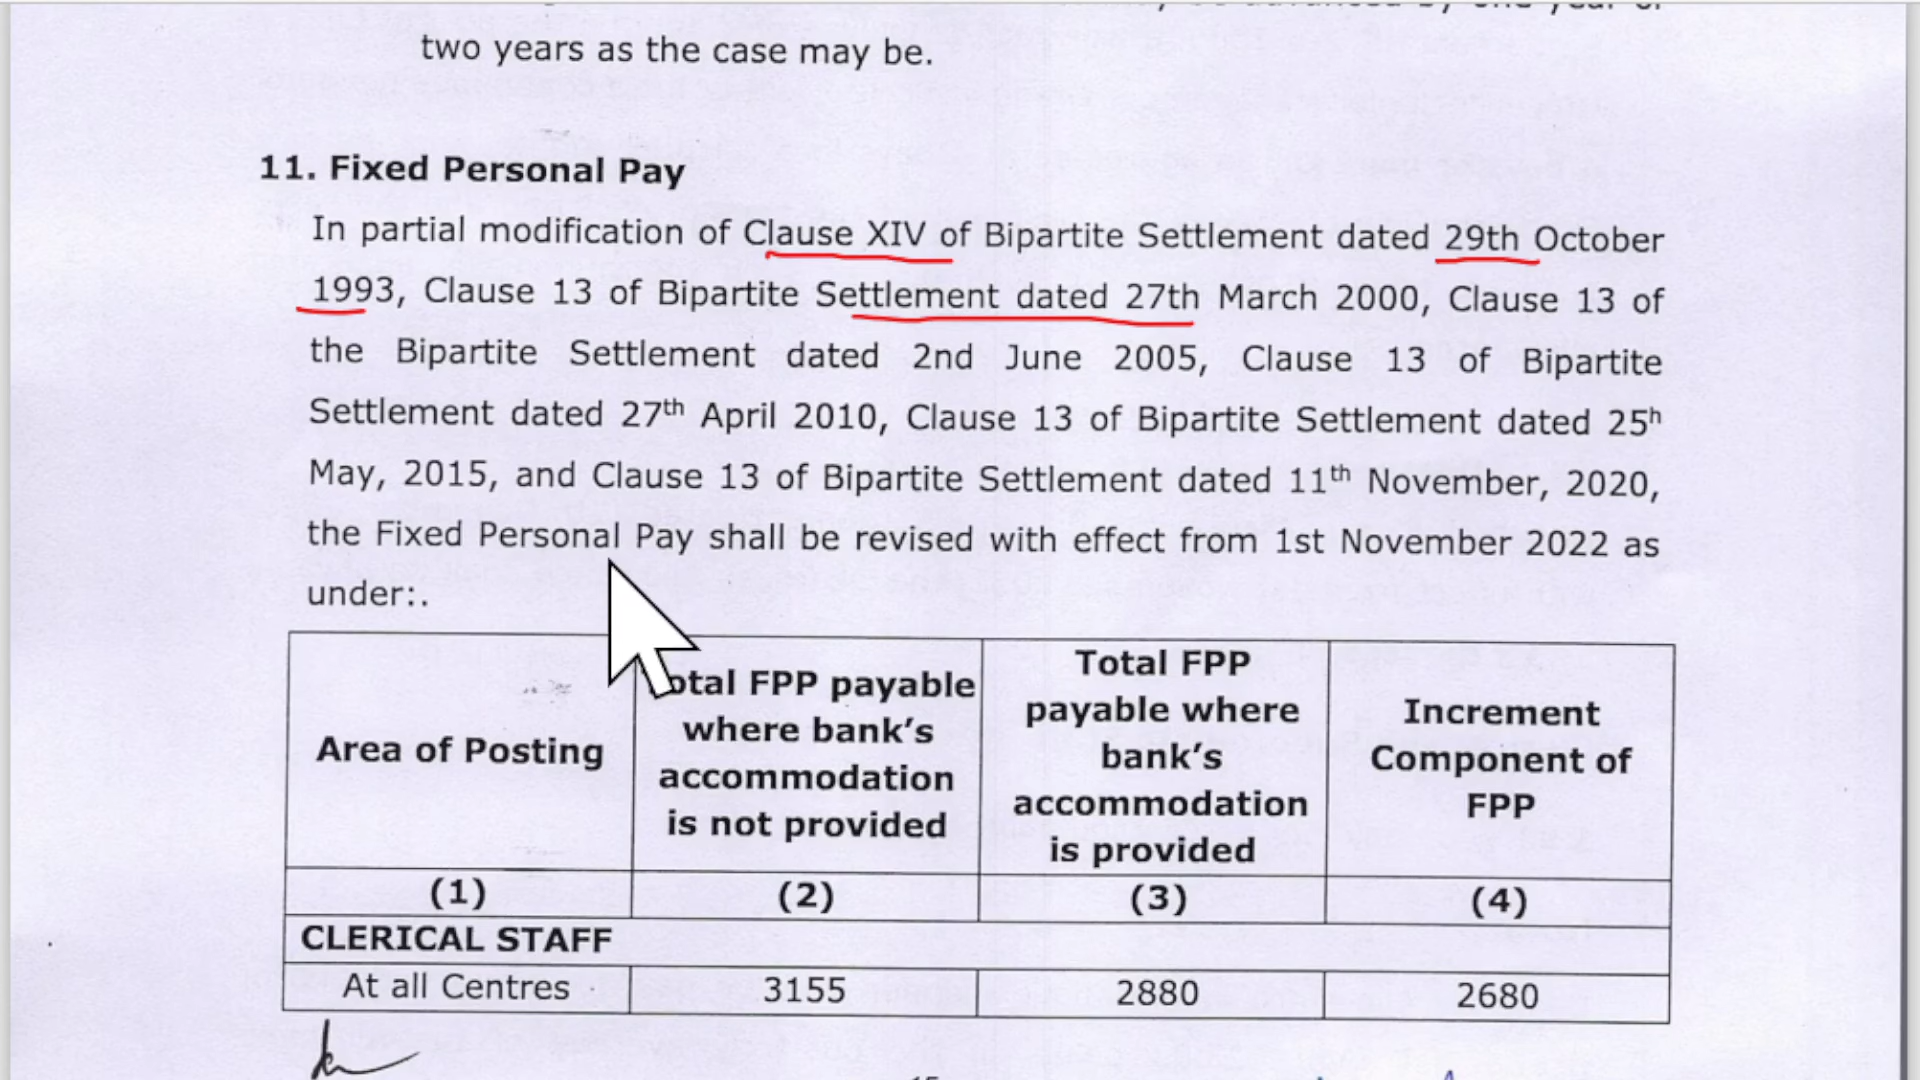 two years as the case may be.
11. Fixed Personal Pay
In partial modification of Clause XIV of Bipartite Settlement dated 29th October
1993, Clause 13 of Bipartite Settlement dated 27th March 2000, Clause 13 of
the Bipartite Settlement dated 2nd June 2005, Clause 13 of Bipartite
Settlement dated 27th April 2010, Clause 13 of Bipartite Settlement dated 25h
May, 2015, and Clause 13 of Bipartite Settlement dated 11th November, 2020,
the Fixed Personal Pay shall be revised with effect from 1st November 2022 as
under:.
Area of Posting
otal FPP payable
where bank's
accommodation
is not provided
Total FPP
payable where
bank's
accommodation
is provided
Increment
Component of
FPP
(1) (2) (3) (4)
CLERICAL STAFF
At all Centres 3155 2880 2680